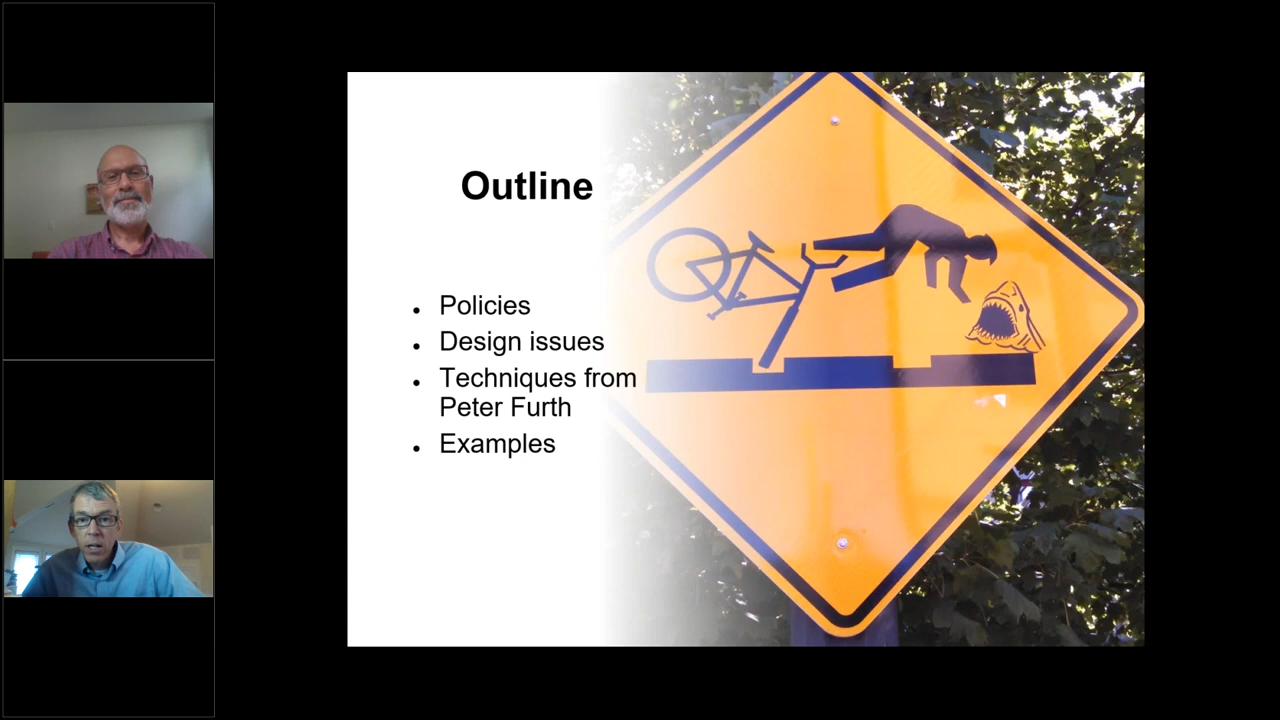 Outline
• Policies
• Design issues
• Techniques from
Peter Furth
• Examples